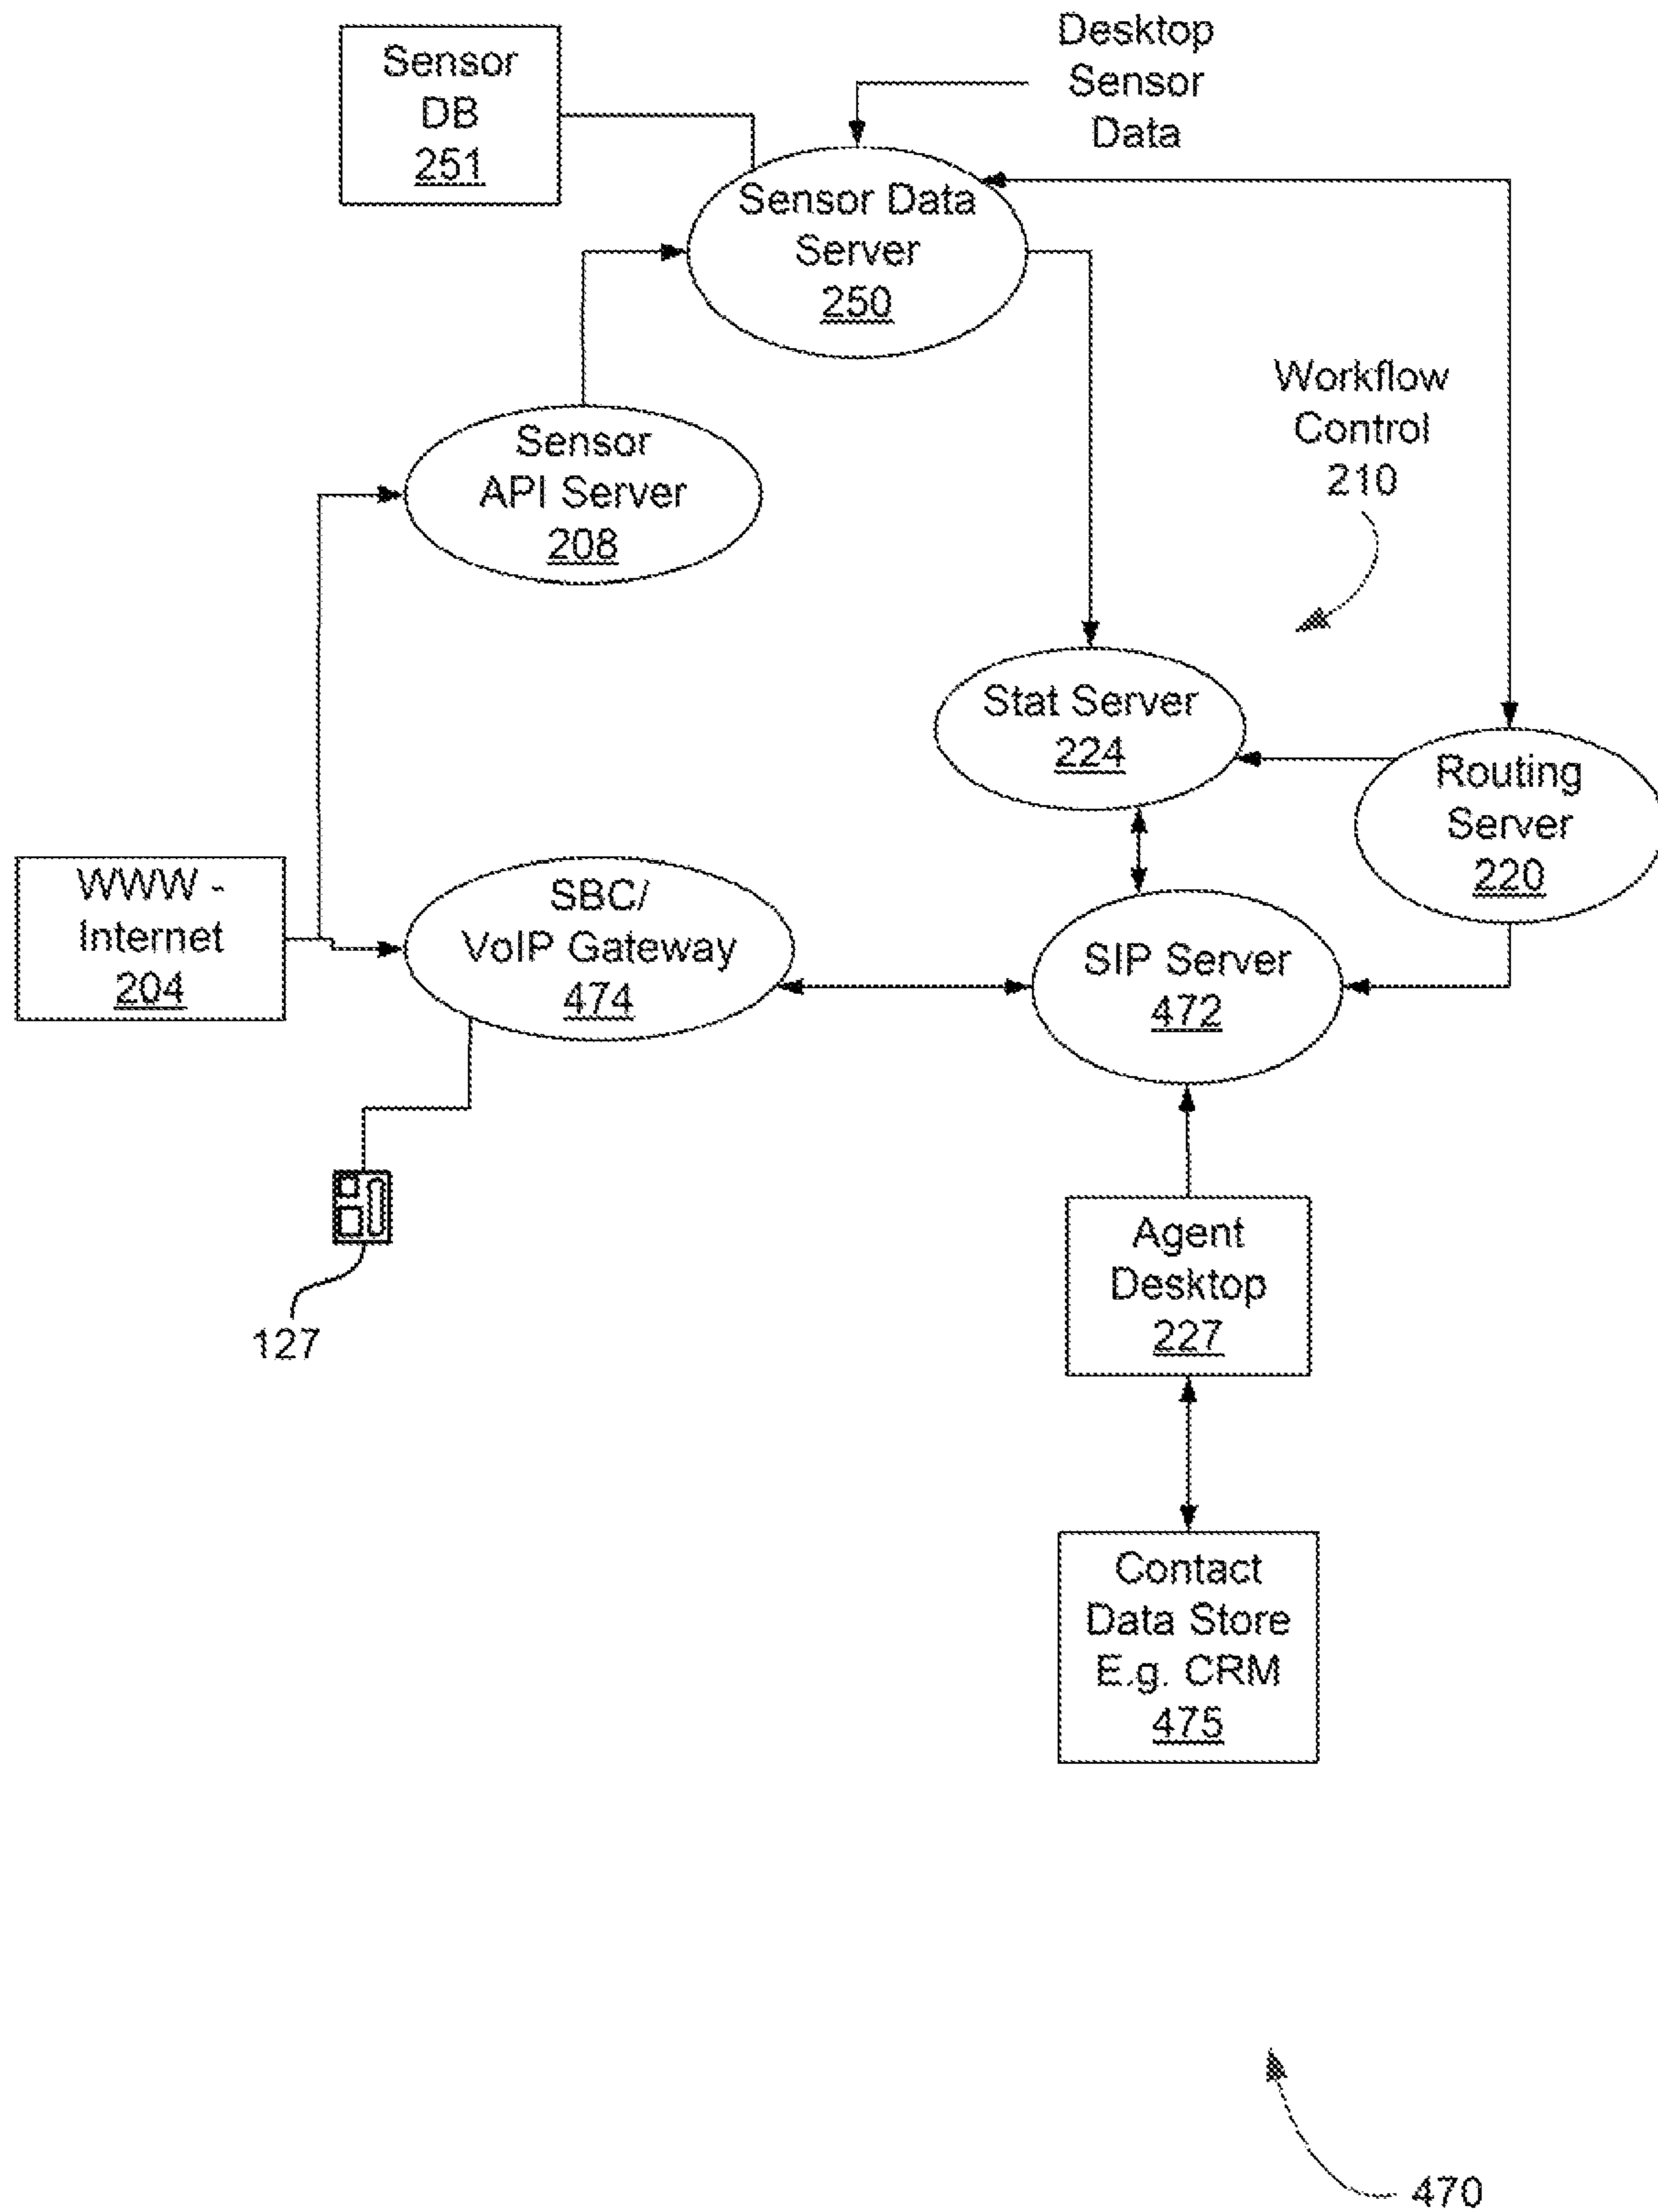 Sensor
DB
251
Desktop
Sensor
Data
Sensor Data
Server
250
Workflow
Control
210
Sensor
API Server
208
Stat Server
224
Routing
Server
220
WWW -
Internet
204
SBC/
VoIP Gateway
474
SIP Server
472
127
Agent
Desktop
227
Contact
Data Store
E.g. CRM
475
470